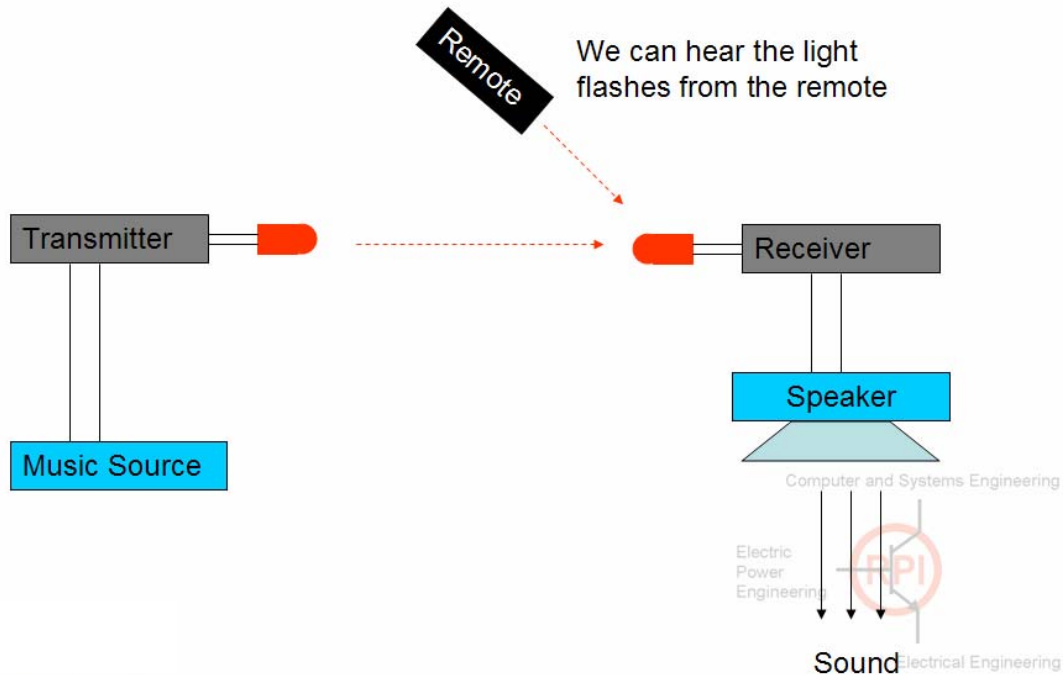 Remote
We can hear the light
flashes from the remote
Transmitter
Receiver
Speaker
Music Source
Computer and Systems Engineering
Electric
Power
Engineering
RPI
Sound
Electrical Engineering